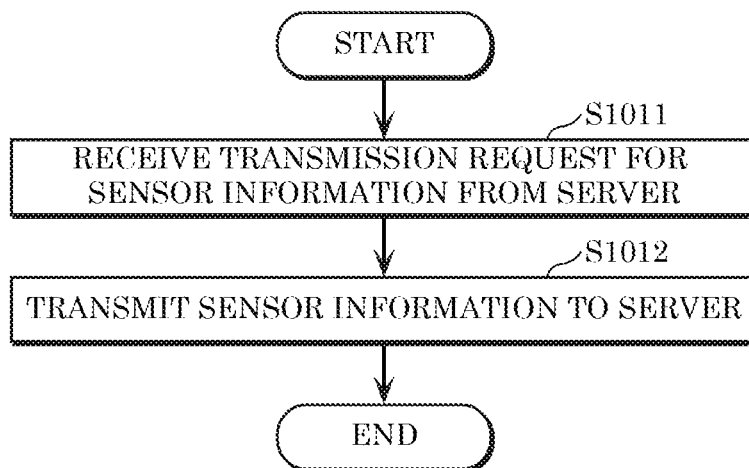 START
S1011
RECEIVE TRANSMISSION REQUEST FOR
SENSOR INFORMATION FROM SERVER
S1012
TRANSMIT SENSOR INFORMATION TO SERVER
END